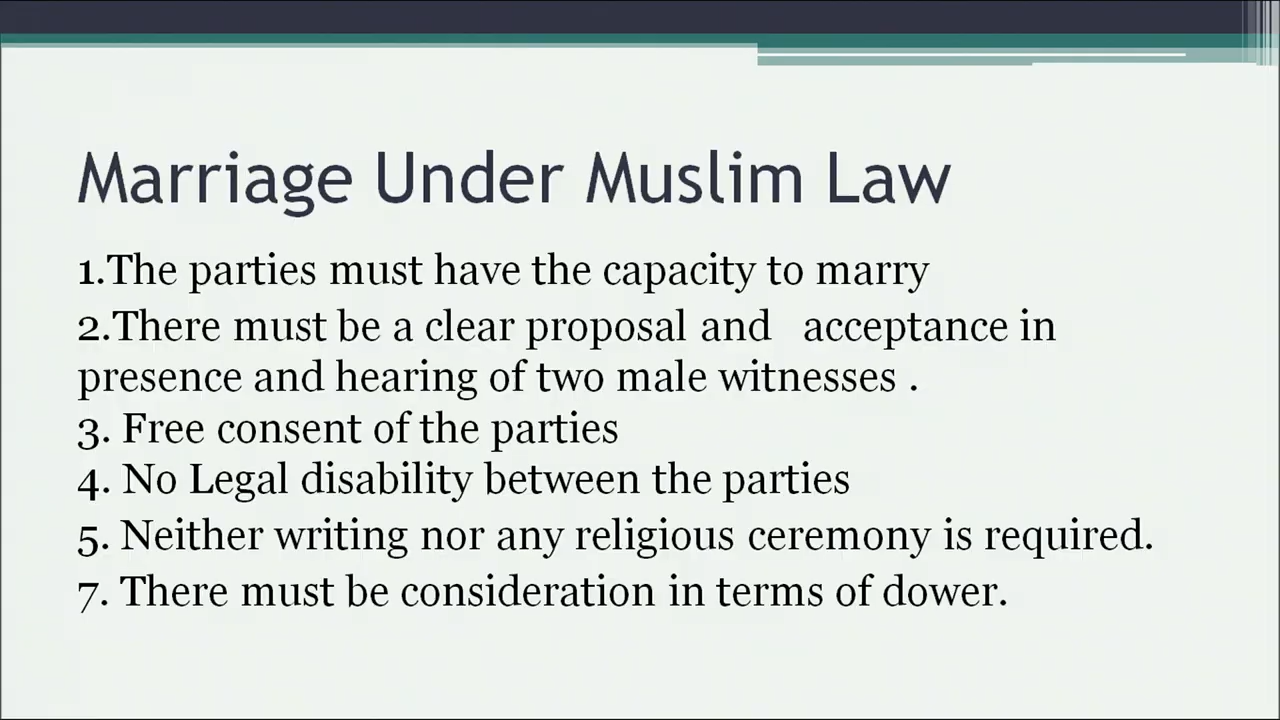 Marriage Under Muslim Law
1.The parties must have the capacity to marry
2.There must be a clear proposal and   acceptance in
presence and hearing of two male witnesses .
3. Free consent of the parties
4. No Legal disability between the parties
5. Neither writing nor any religious ceremony is required.
7. There must be consideration in terms of dower.